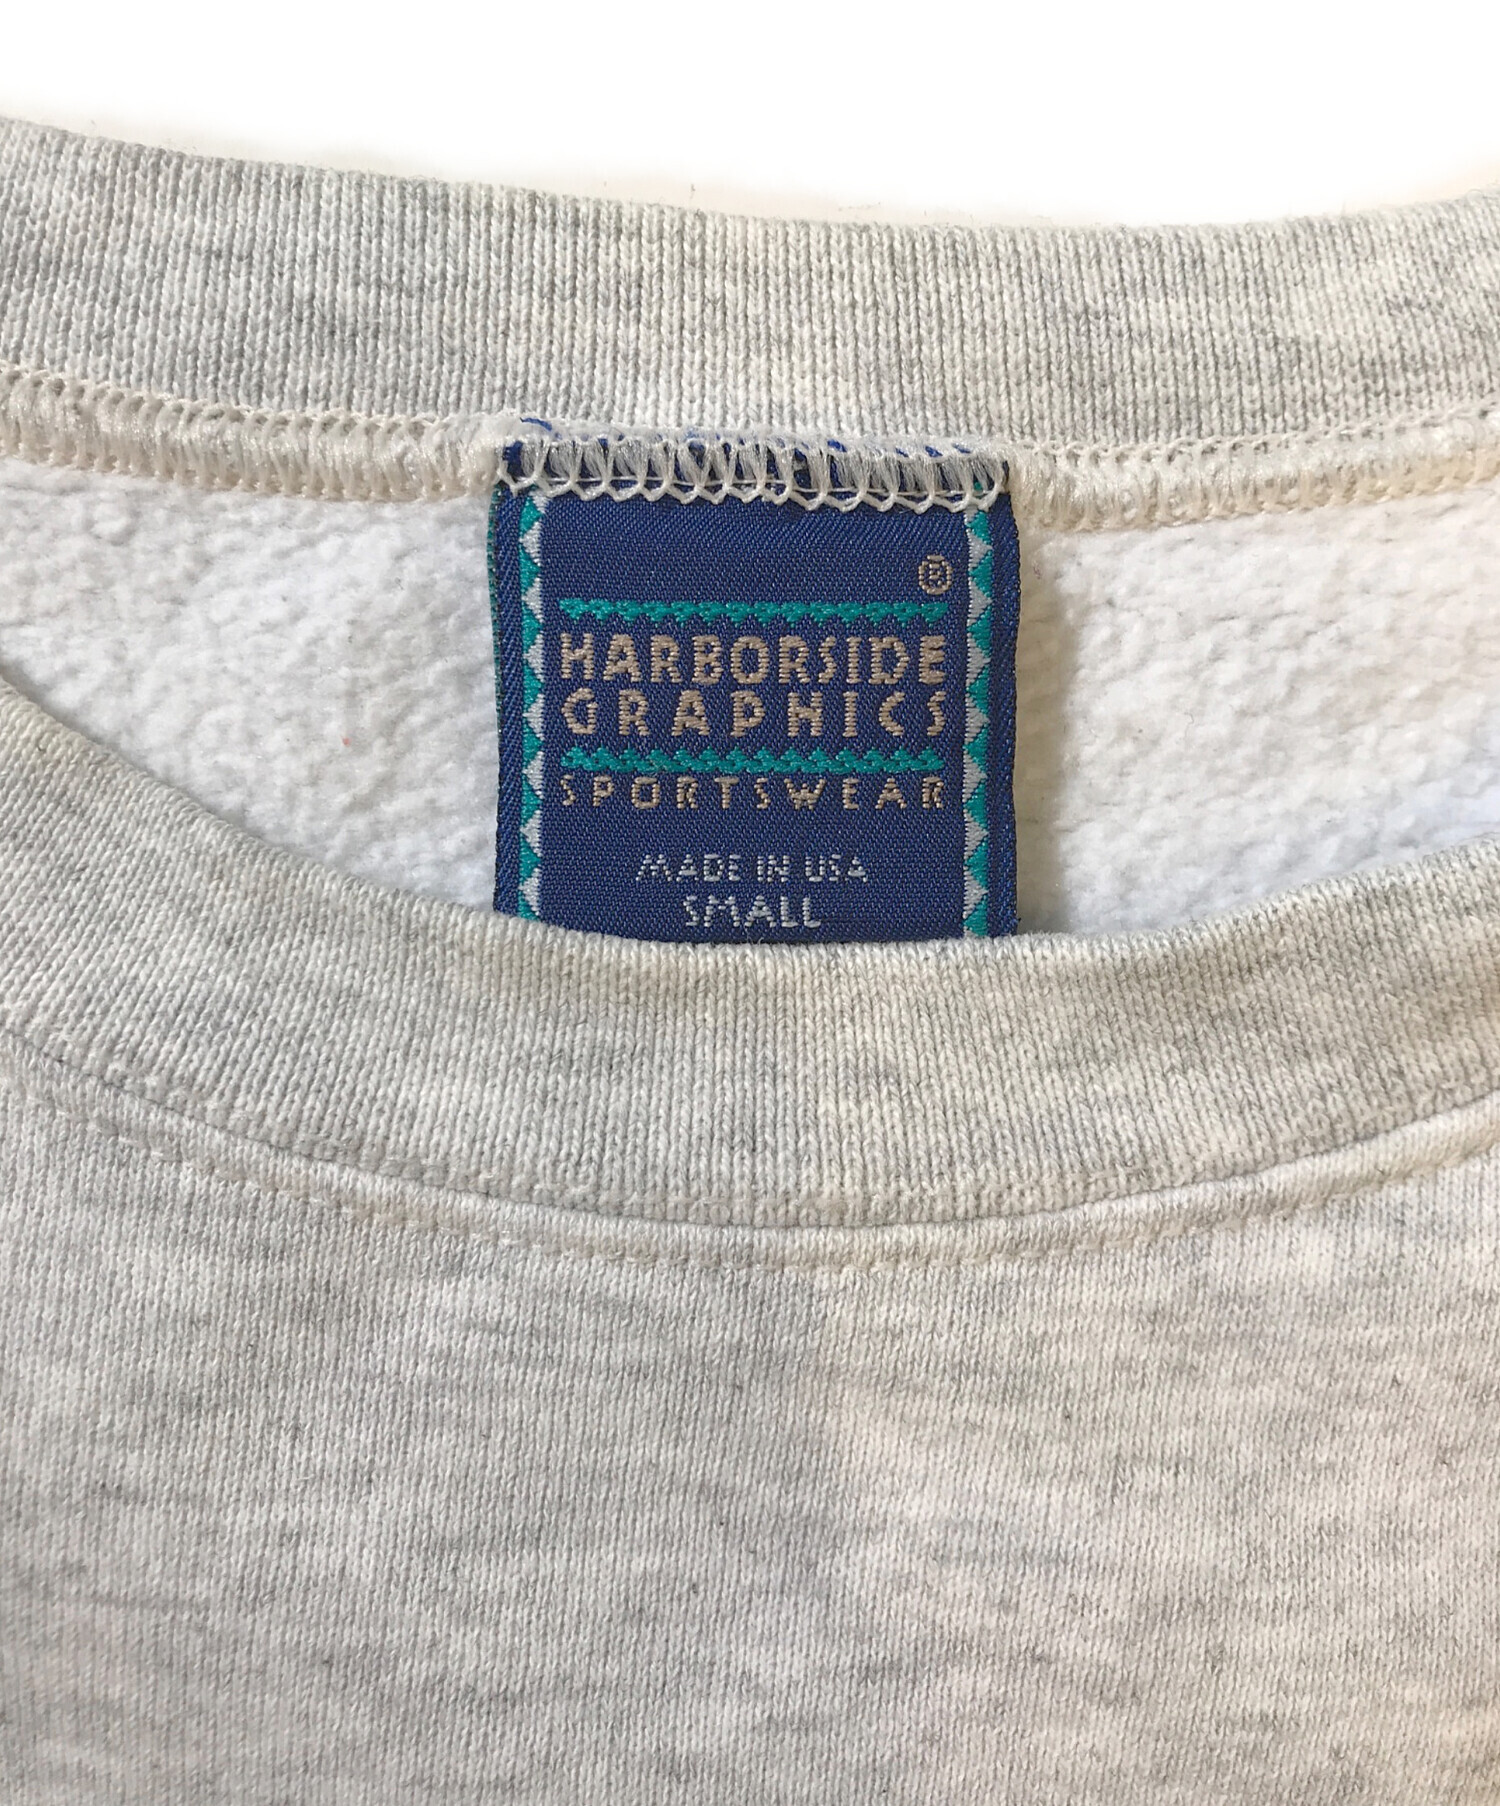 ®
HARBORSIDE
GRAPHICS
SPORTSWEAR
MADE IN USA
SMALL